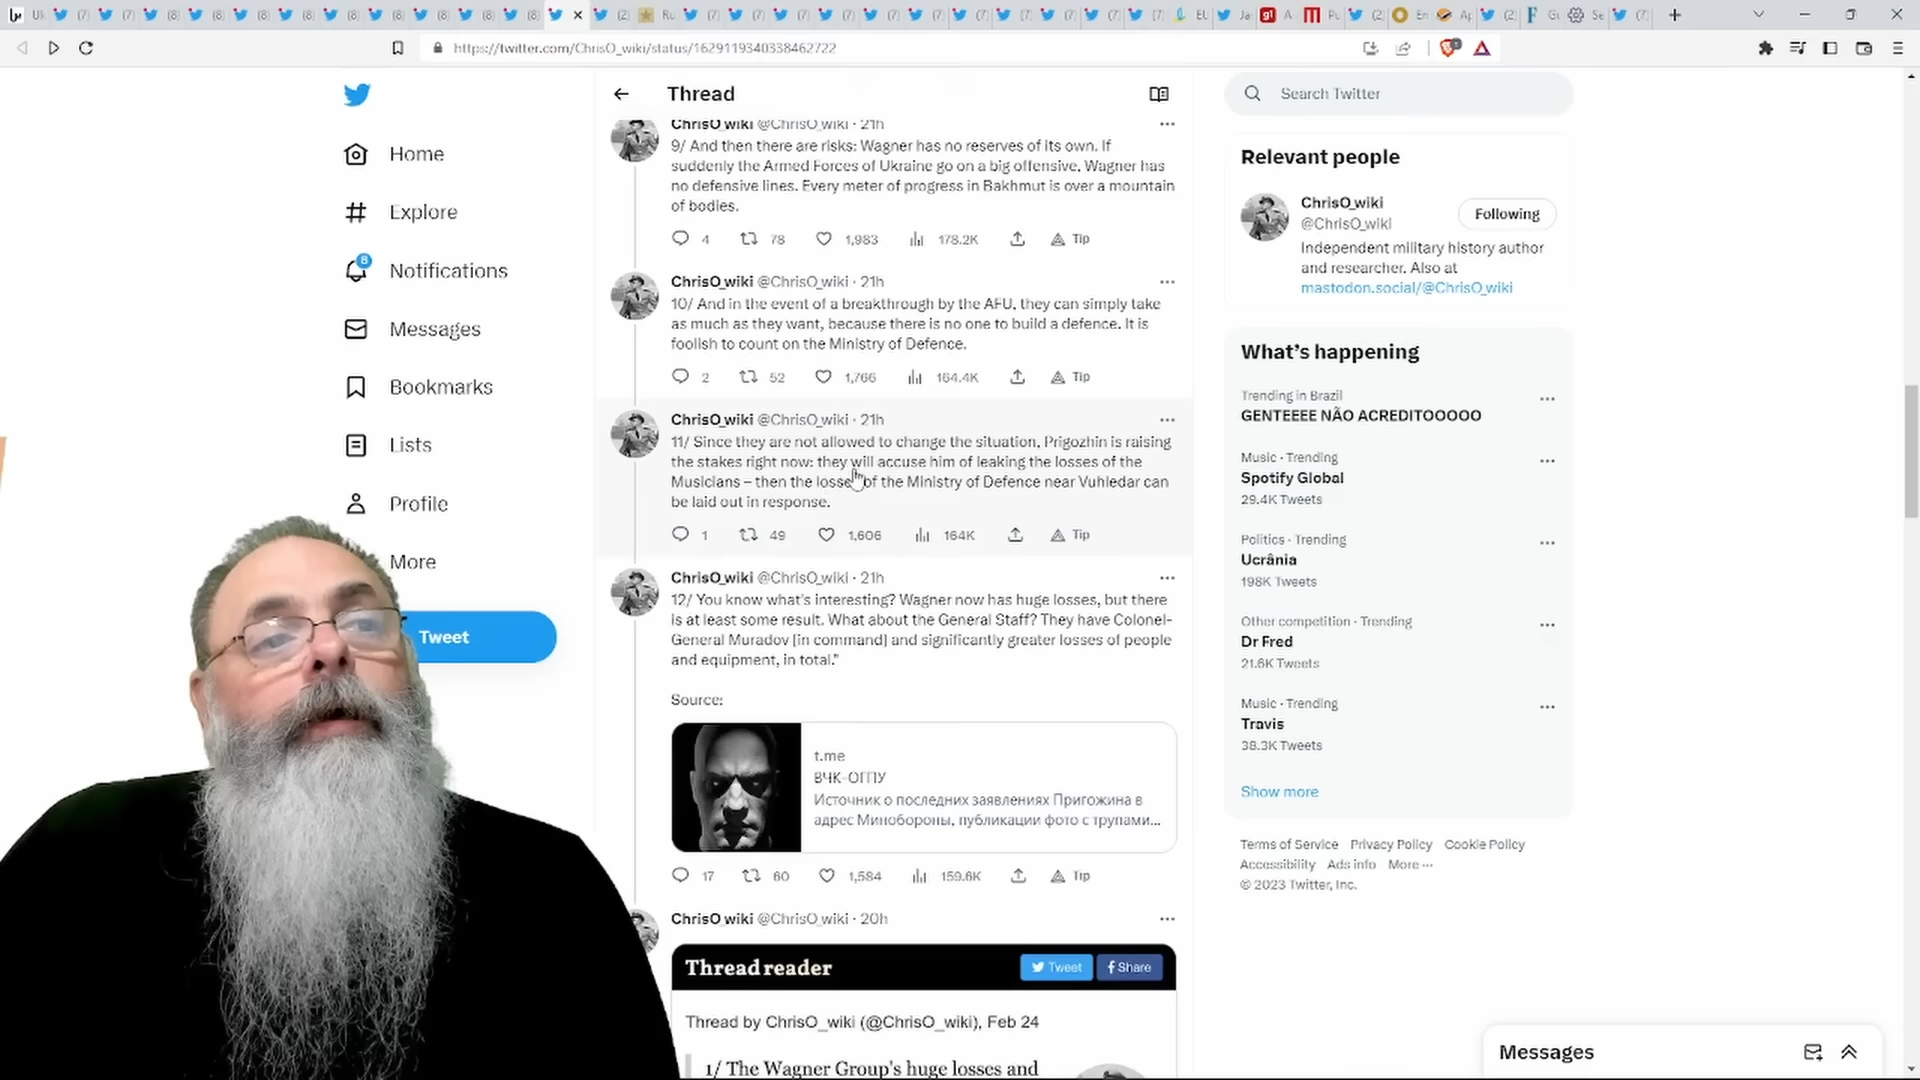 https://twitter.com/ChrisO_wiki/status/1629119340338462722
Home
Explore
8
Notifications
Messages
Bookmarks
Lists
Profile
More
Tweet
Thread
ChrisO_wiki @ChrisO_wiki · 21h
9/ And then there are risks: Wagner has no reserves of its own. If
suddenly the Armed Forces of Ukraine go on a big offensive, Wagner has
no defensive lines. Every meter of progress in Bakhmut is over a mountain
of bodies.
4 78 1,983 178.2K Tip
ChrisO_wiki @ChrisO_wiki · 21h
10/ And in the event of a breakthrough by the AFU, they can simply take
as much as they want, because there is no one to build a defence. It is
foolish to count on the Ministry of Defence.
2 52 1,766 164.4K Tip
ChrisO_wiki @ChrisO_wiki · 21h
11/ Since they are not allowed to change the situation, Prigozhin is raising
the stakes right now: they will accuse him of leaking the losses of the
Musicians – then the losses of the Ministry of Defence near Vuhledar can
be laid out in response.
1 49 1,606 164K Tip
ChrisO_wiki @ChrisO_wiki · 21h
12/ You know what's interesting? Wagner now has huge losses, but there
is at least some result. What about the General Staff? They have Colonel-
General Muradov [in command] and significantly greater losses of people
and equipment, in total."
Source:
t.me
ВЧК-ОГПУ
Источник о последних заявлениях Пригожина в
адрес Минобороны, публикации фото с трупами...
17 60 1,584 159.6K Tip
ChrisO_wiki @ChrisO_wiki · 20h
Thread reader
Tweet
Share
Thread by ChrisO_wiki (@ChrisO_wiki), Feb 24
1/ The Wagner Group's huge losses and
Search Twitter
Relevant people
ChrisO_wiki
@ChrisO_wiki
Following
Independent military history author
and researcher. Also at
mastodon.social/@ChrisO_wiki
What's happening
Trending in Brazil
GENTEEEE NÃO ACREDITOOOOO
Music · Trending
Spotify Global
29.4K Tweets
Politics · Trending
Ucrânia
198K Tweets
Other competition · Trending
Dr Fred
21.6K Tweets
Music · Trending
Travis
38.3K Tweets
Show more
Terms of Service Privacy Policy Cookie Policy
Accessibility Ads info More ···
© 2023 Twitter, Inc.
Messages